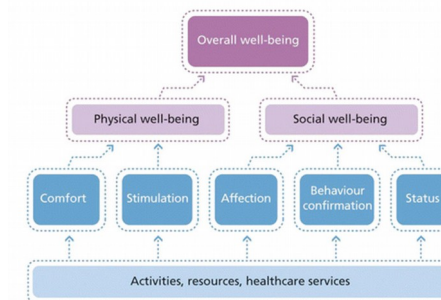 Overall well-being
Physical well-being
Social well-being
Comfort
Stimulation
Affection
Behaviour
confirmation
Status
Activities, resources, healthcare services